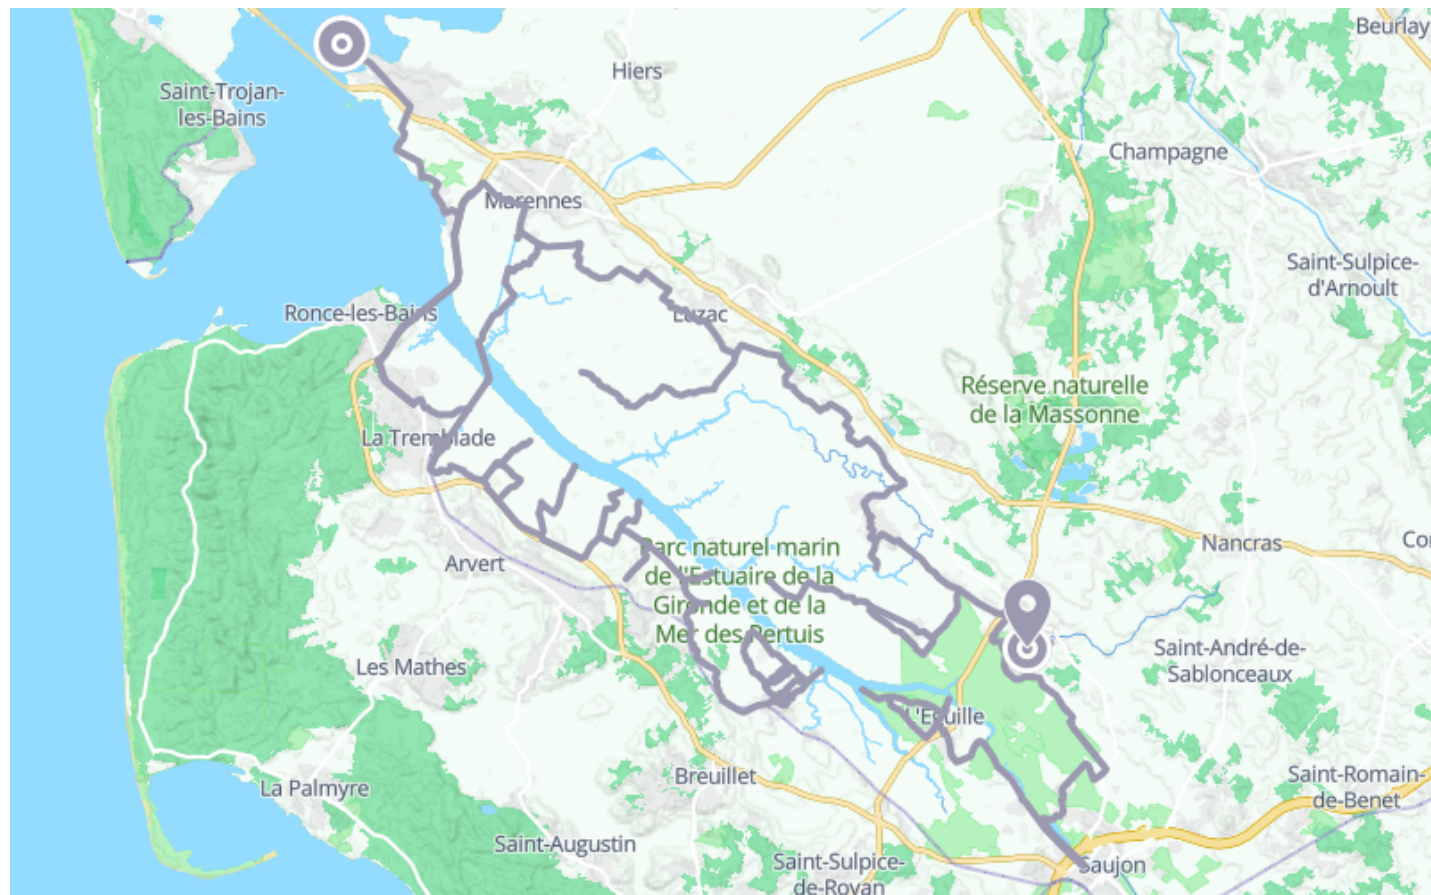 Beurlay
Hiers
Saint-Trojan-
les-Bains
Champagne
Marennes
Saint-Sulpice-
d'Arnoult
Ronce-les-Bains
Luzac
Réserve naturelle
de la Massonne
La Tremblade
Nancras
Parc naturel marin
de l'Estuaire de la
Gironde et de la
Mer des Pertuis
Arvert
Les Mathes
Saint-André-de-
Sablonceaux
L'Eguille
Breuillet
La Palmyre
Saint-Romain-
de-Benet
Saint-Augustin
Saint-Sulpice-
de-Royan
Saujon